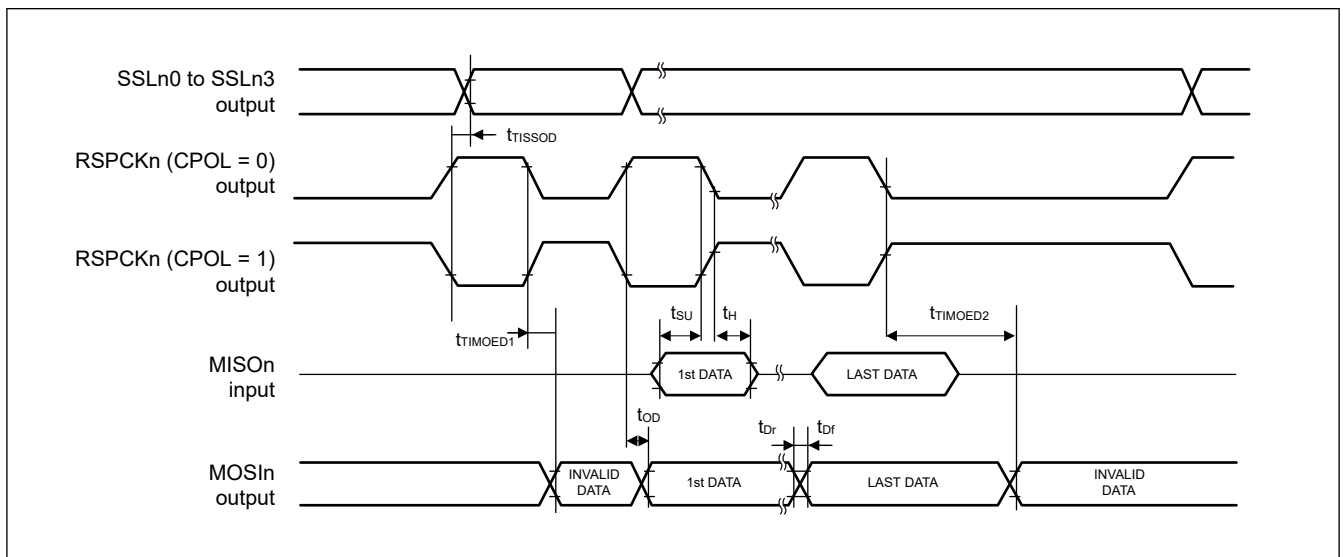 SSLn0 to SSLn3
output
tTISSOD
RSPCKn (CPOL = 0)
output
RSPCKn (CPOL = 1)
output
tSU
tH
tTIMOED2
tTIMOED1
MISOn
input
1st DATA
LAST DATA
tOD
tDr
tDf
MOSIn
output
INVALID
DATA
1st DATA
LAST DATA
INVALID
DATA